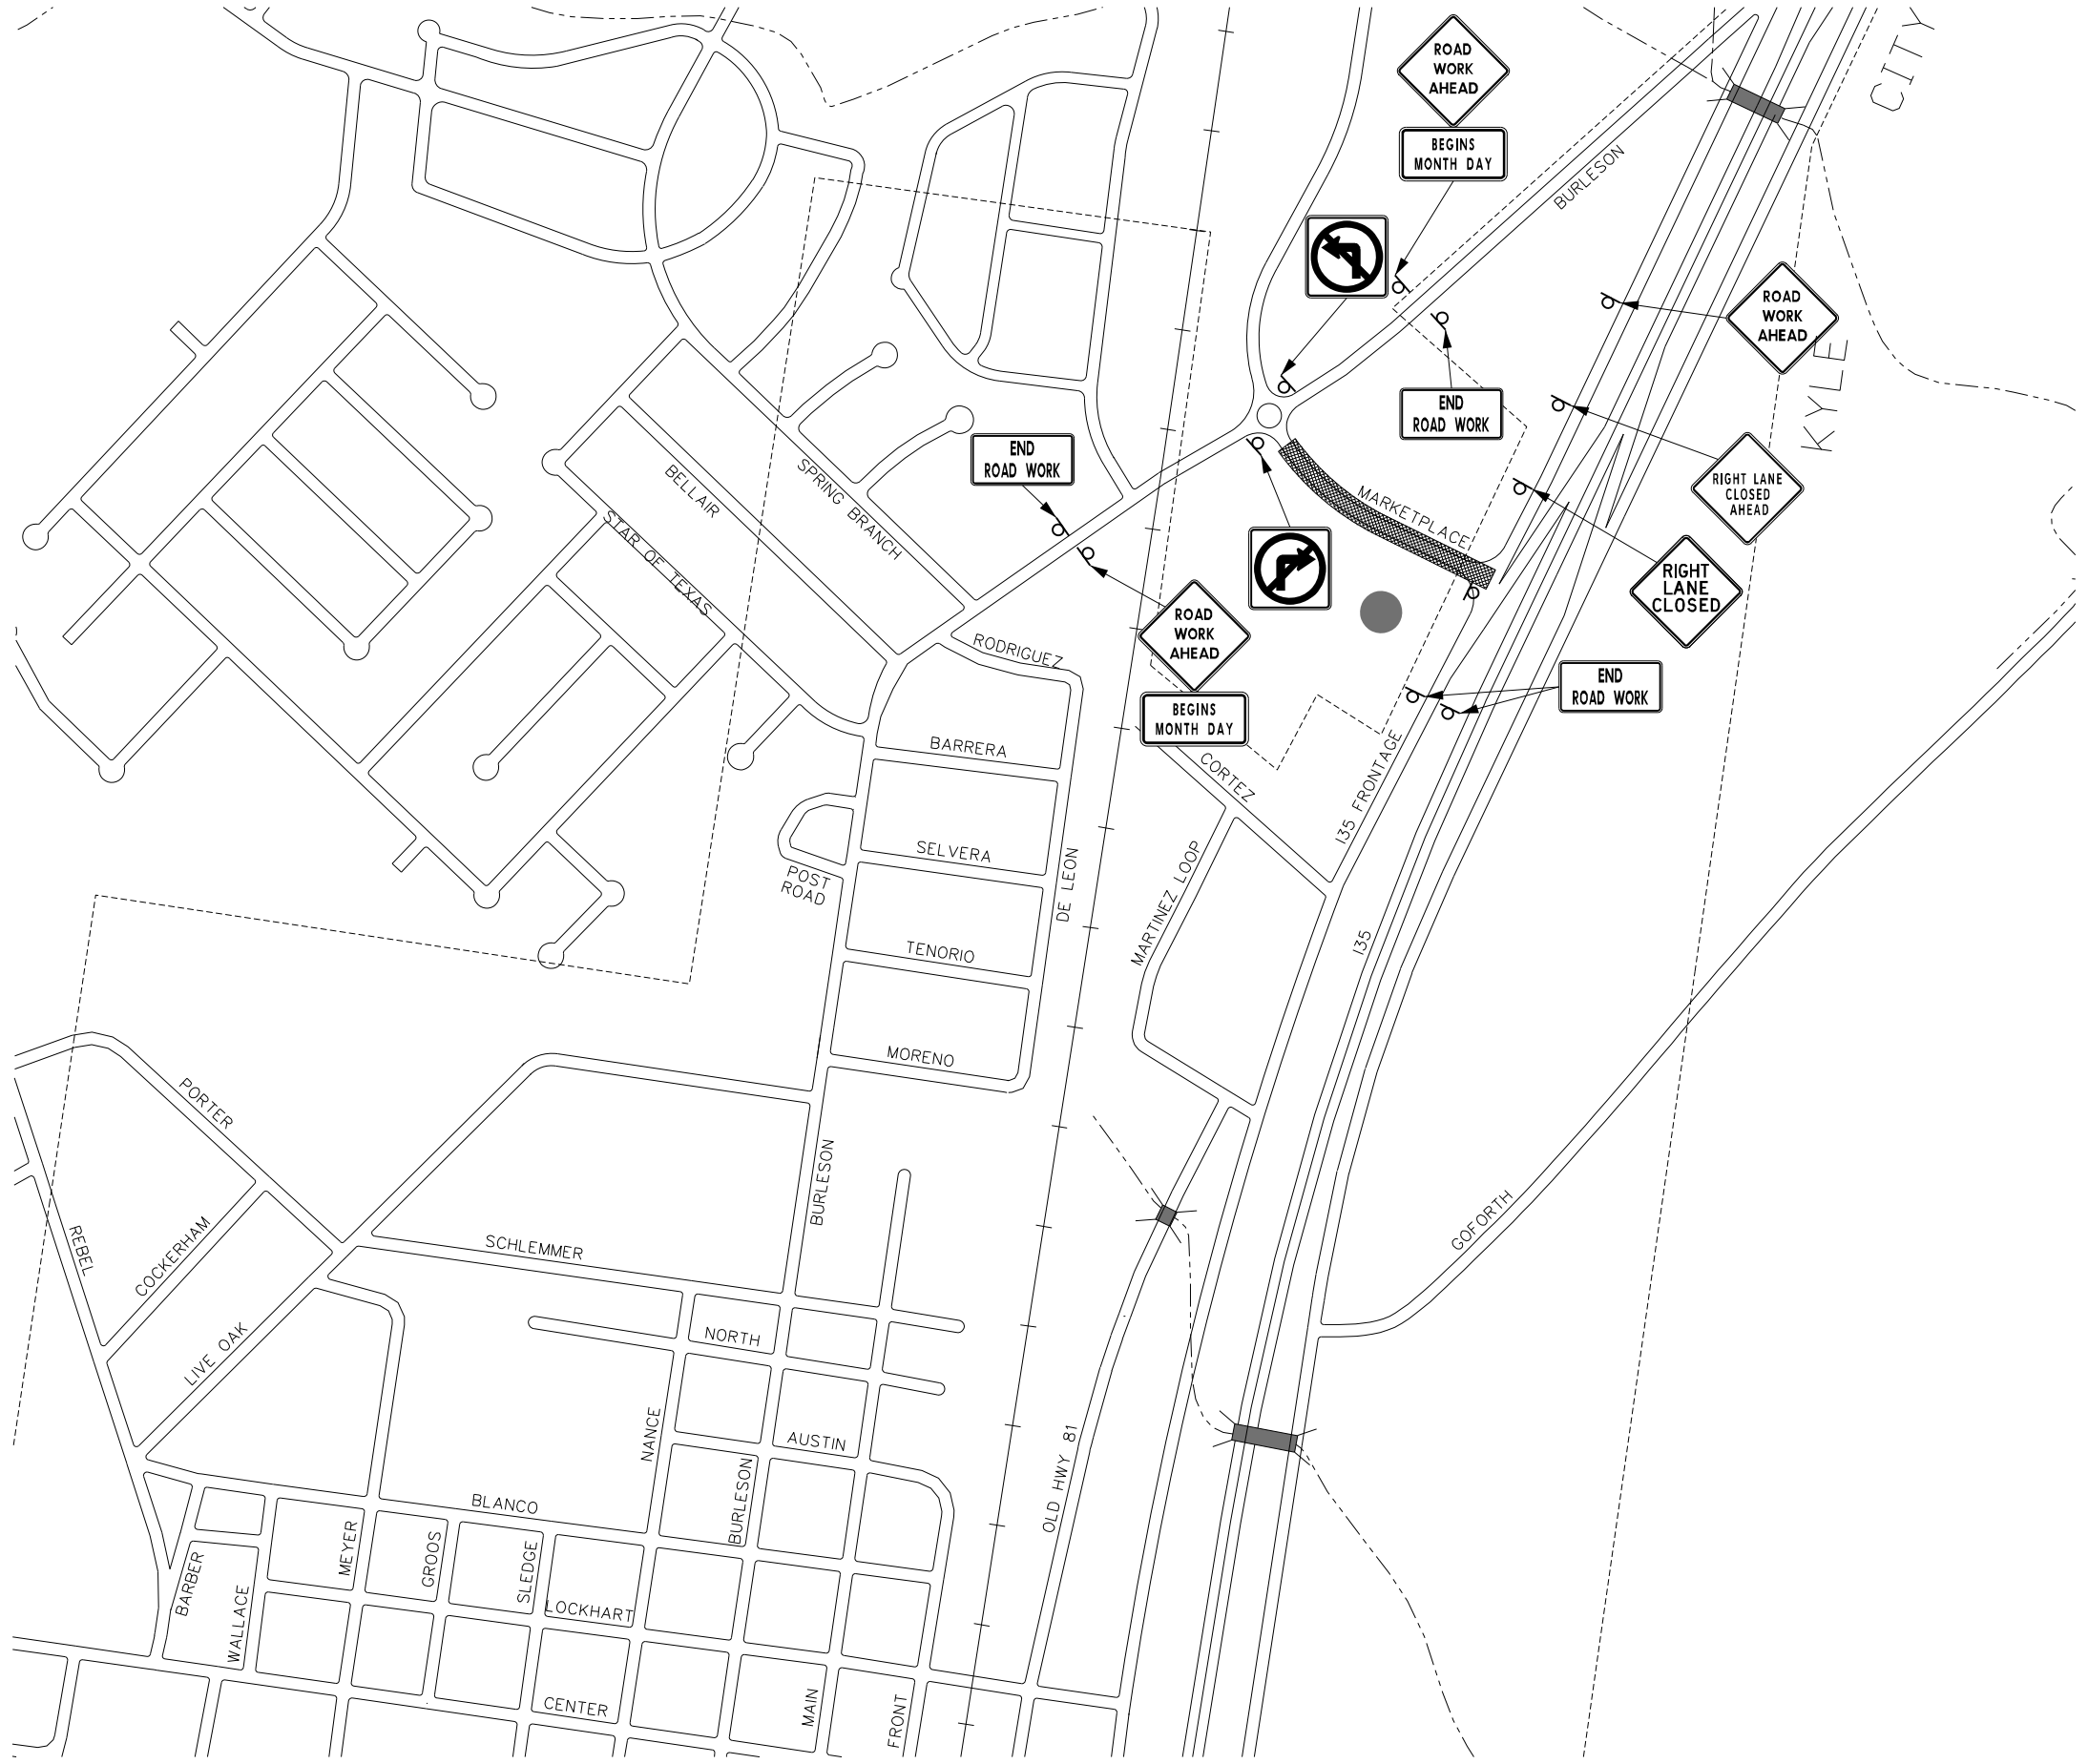 ROAD
WORK
AHEAD
BEGINS
MONTH DAY
CITY
KYLE
BURLESON
ROAD
WORK
AHEAD
END
ROAD WORK
END
ROAD WORK
RIGHT LANE
CLOSED
AHEAD
MARKETPLACE
RIGHT
LANE
CLOSED
BELLAIR
SPRING BRANCH
STAR OF TEXAS
ROAD
WORK
AHEAD
BEGINS
MONTH DAY
END
ROAD WORK
RODRIGUEZ
BARRERA
CORTEZ
I35 FRONTAGE
SELVERA
POST
ROAD
DE LEON
MARTINEZ LOOP
TENORIO
I35
MORENO
PORTER
BURLESON
REBEL
COCKERHAM
SCHLEMMER
GOFORTH
LIVE OAK
NORTH
NANCE
AUSTIN
OLD HWY 81
BLANCO
BURLESON
MEYER
GROOS
SLEDGE
BARBER
WALLACE
LOCKHART
CENTER
MAIN
FRONT